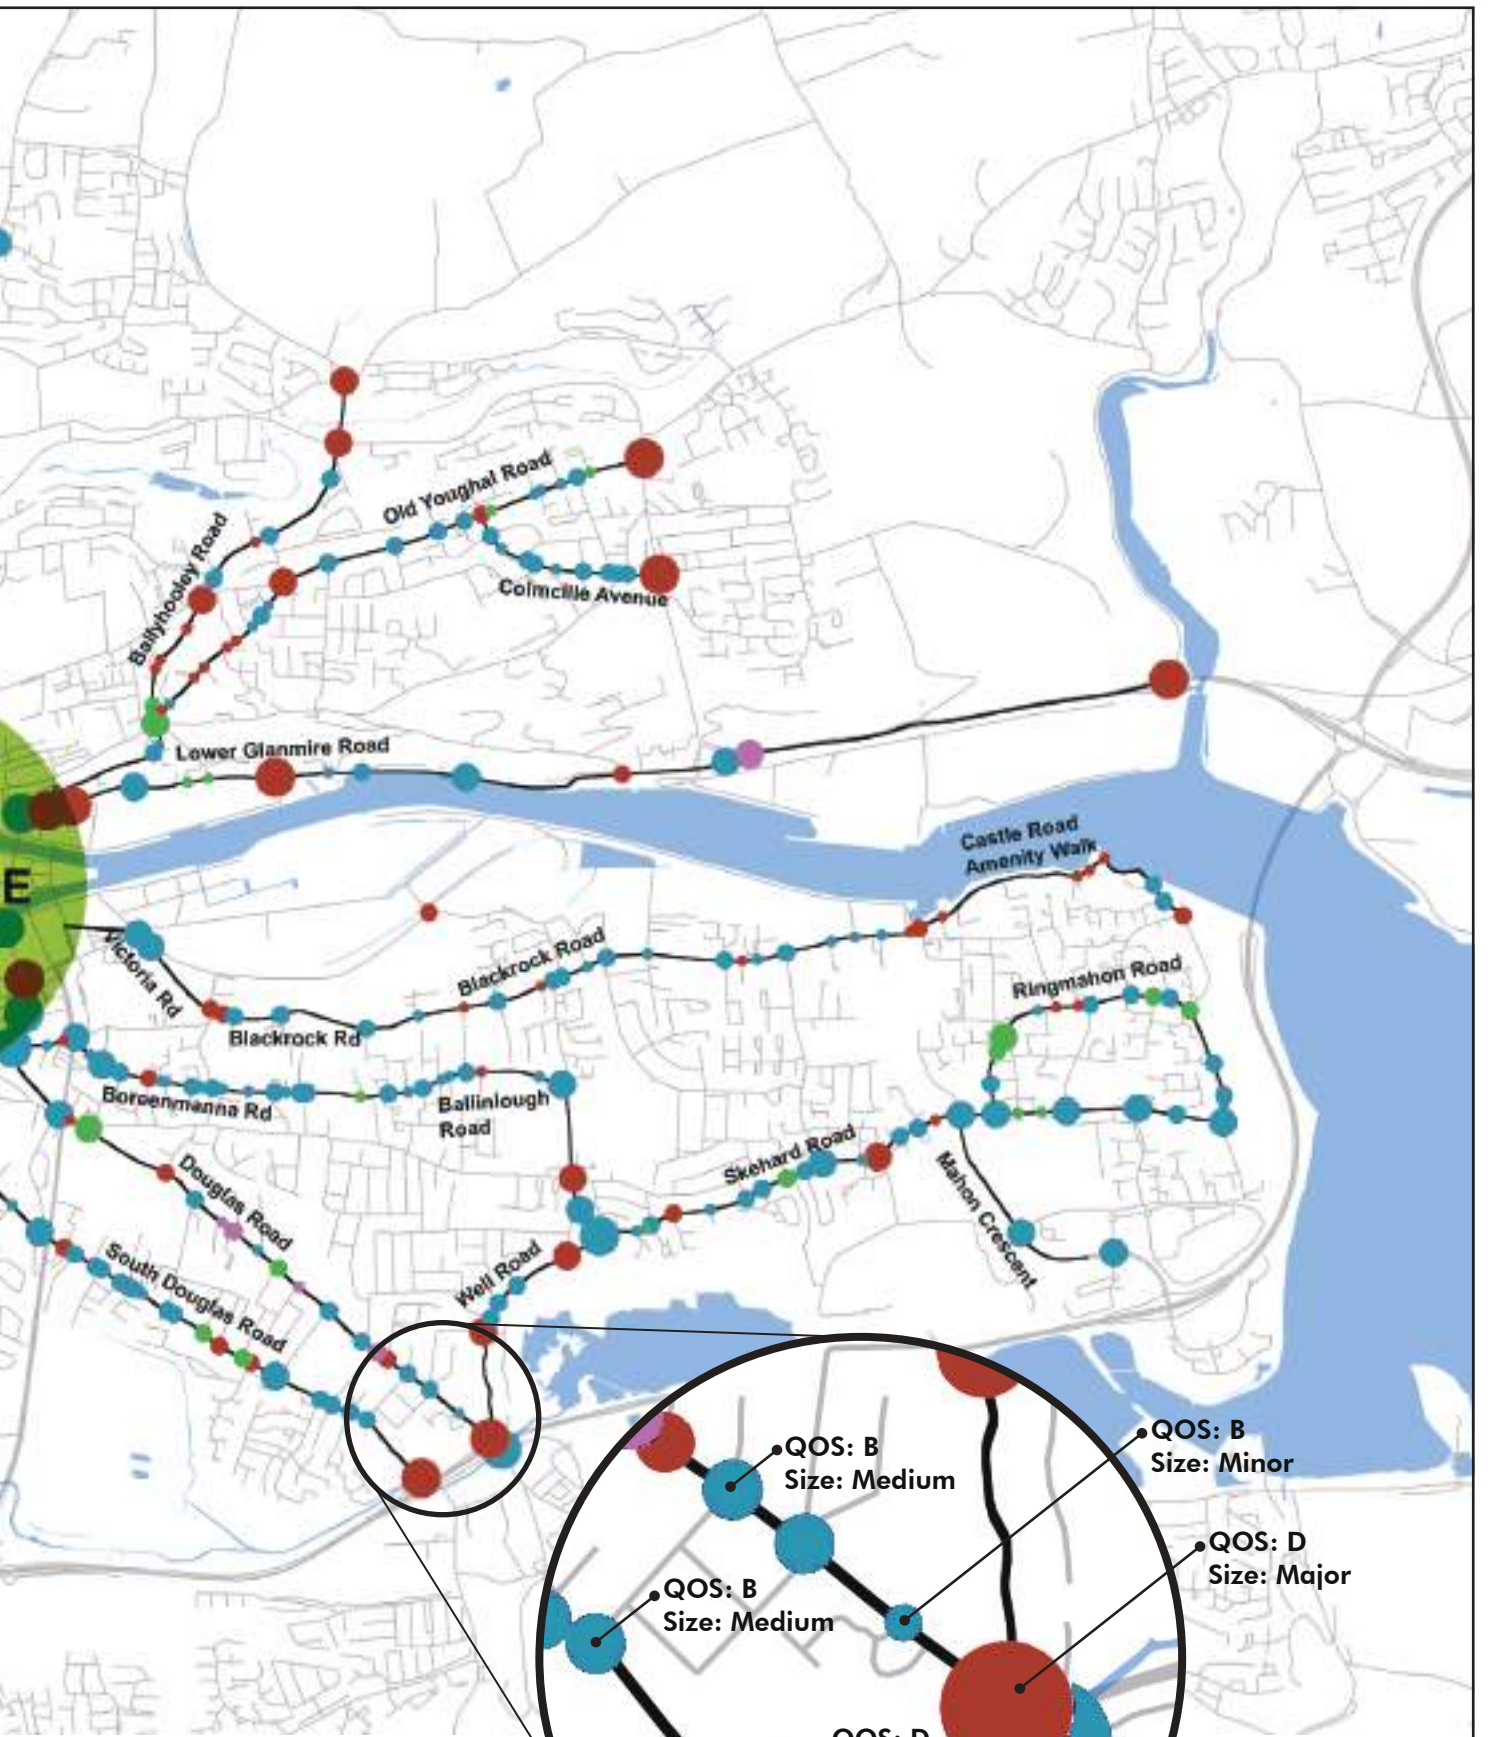 Old Youghal Road
Ballyhooley Road
Colmcille Avenue
Lower Glanmire Road
Castle Road
Amenity Walk
E
Victoria Rd
Blackrock Road
Ringmahon Road
Blackrock Rd
Boreenmanna Rd
Ballinlough
Road
Skehard Road
Mahon Crescent
Douglas Road
South Douglas Road
Well Road
QOS: B
Size: Medium
QOS: B
Size: Minor
QOS: D
Size: Major
QOS: B
Size: Medium
QOS: D